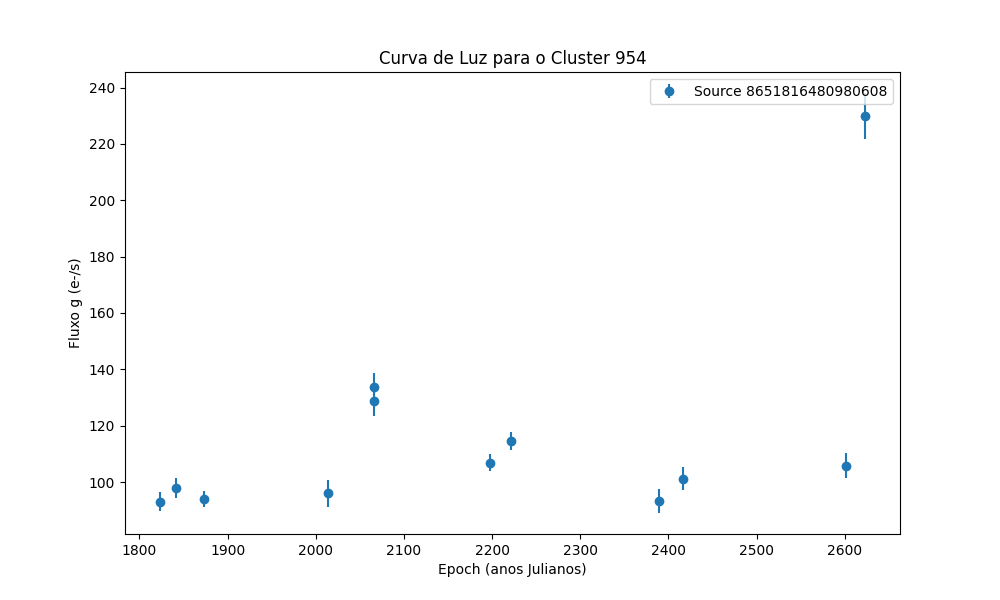 Curva de Luz para o Cluster 954
Source 8651816480980608
240
220
200
180
160
140
120
100
Fluxo g (e-/s)
1800 1900 2000 2100 2200 2300 2400 2500 2600
Epoch (anos Julianos)